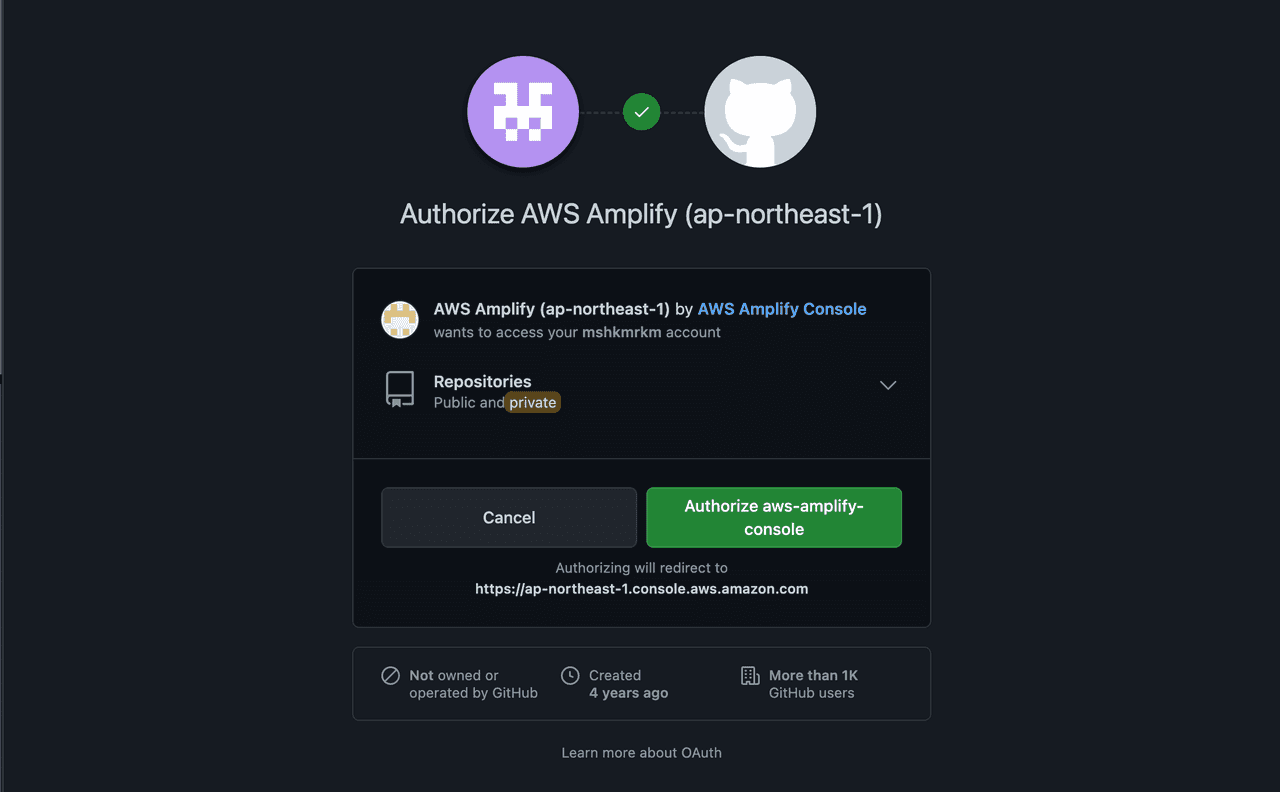 Authorize AWS Amplify (ap-northeast-1)
AWS Amplify (ap-northeast-1) by AWS Amplify Console
wants to access your mshkmrkm account
Repositories
Public and private
Cancel
Authorize aws-amplify-
console
Authorizing will redirect to
https://ap-northeast-1.console.aws.amazon.com
Not owned or
operated by GitHub
Created
4 years ago
More than 1K
GitHub users
Learn more about OAuth